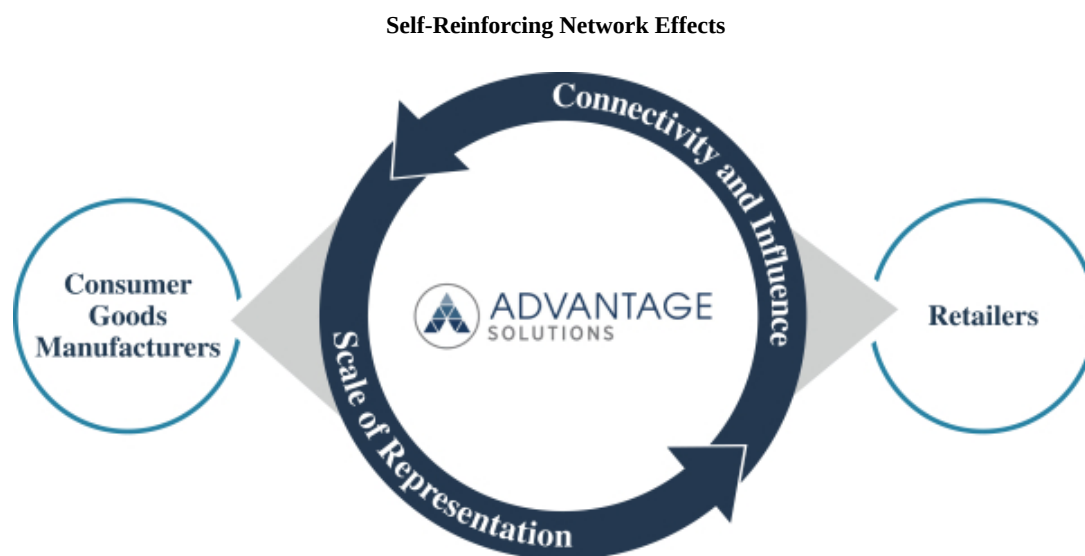 Self-Reinforcing Network Effects
Connectivity and Influence
Consumer
Goods
Manufacturers
ADVANTAGE
SOLUTIONS
Retailers
Scale of Representation